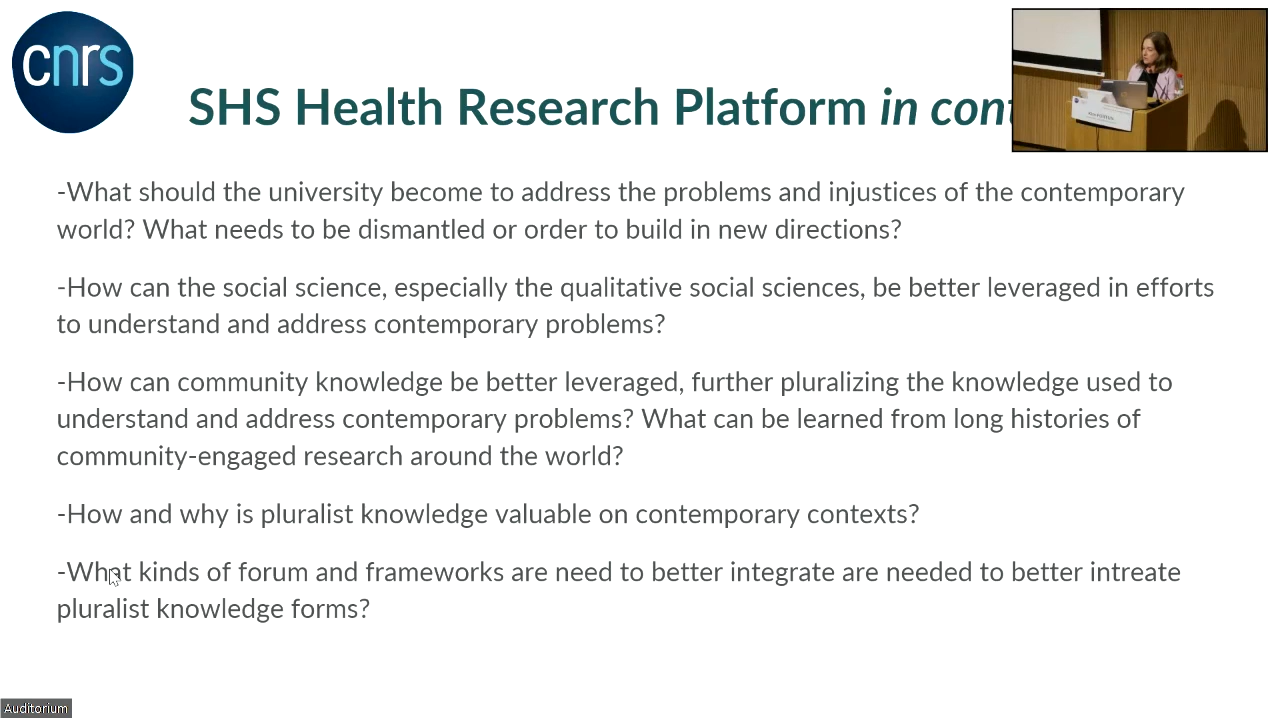 cnrs
SHS Health Research Platform in cont
-What should the university become to address the problems and injustices of the contemporary
world? What needs to be dismantled or order to build in new directions?
-How can the social science, especially the qualitative social sciences, be better leveraged in efforts
to understand and address contemporary problems?
-How can community knowledge be better leveraged, further pluralizing the knowledge used to
understand and address contemporary problems? What can be learned from long histories of
community-engaged research around the world?
-How and why is pluralist knowledge valuable on contemporary contexts?
-What kinds of forum and frameworks are need to better integrate are needed to better intreate
pluralist knowledge forms?
Auditorium